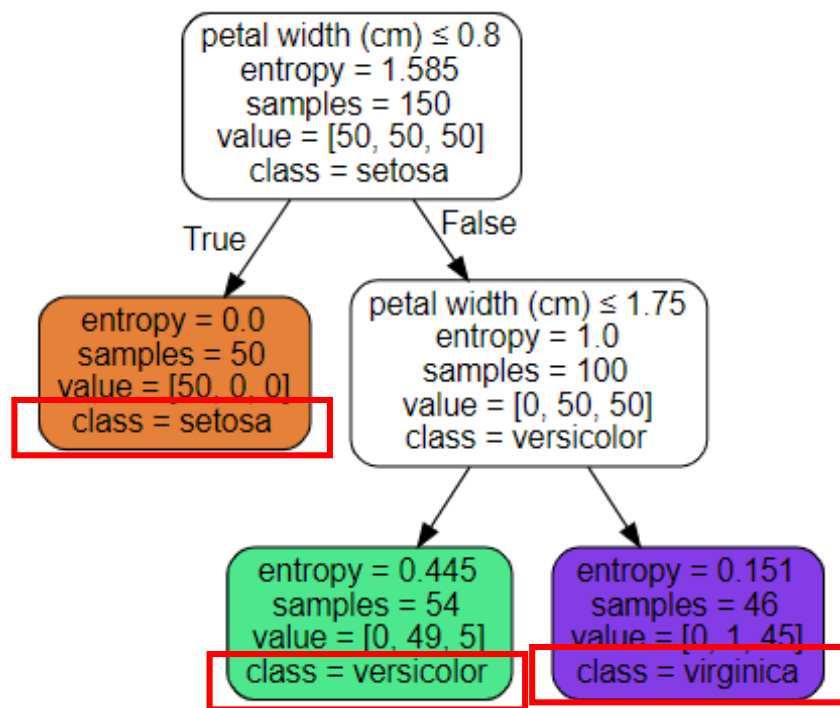 petal width (cm) ≤ 0.8
entropy = 1.585
samples = 150
value = [50, 50, 50]
class = setosa
True
False
entropy = 0.0
samples = 50
value = [50, 0, 0]
class = setosa
petal width (cm) ≤ 1.75
entropy = 1.0
samples = 100
value = [0, 50, 50]
class = versicolor
entropy = 0.445
samples = 54
value = [0, 49, 5]
class = versicolor
entropy = 0.151
samples = 46
value = [0, 1, 45]
class = virginica